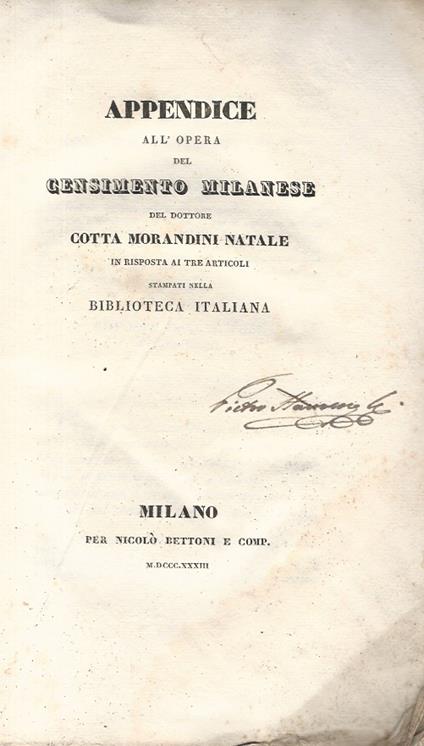 APPENDICE
ALL' OPERA
DEL
CENSIMENTO MILANESE
DEL DOTTORE
COTTA MORANDINI NATALE
IN RISPOSTA AI TRE ARTICOLI
STAMPATI NELLA
BIBLIOTECA ITALIANA
Pietro
MILANO
PER NICOLÒ BETTONI E COMP.
M.DCCC.XXXIII